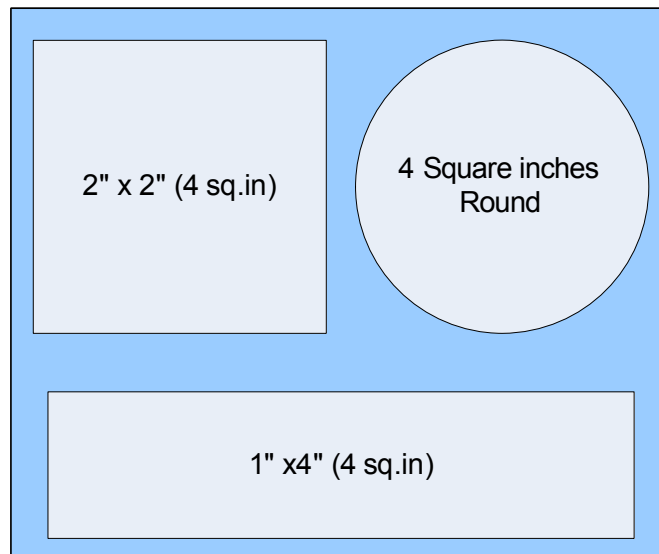 2" x 2" (4 sq.in)
4 Square inches
Round
1" x4" (4 sq.in)